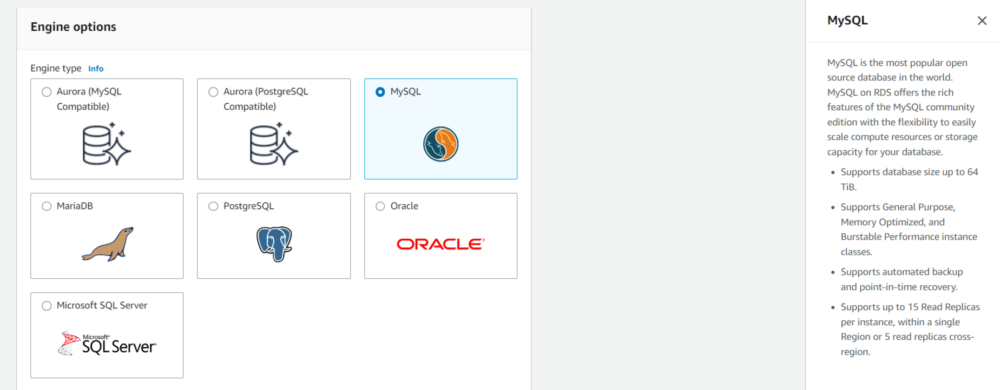 Engine options
Engine type Info
Aurora (MySQL
Compatible)
Aurora (PostgreSQL
Compatible)
MySQL
MariaDB
PostgreSQL
Oracle
ORACLE®
Microsoft SQL Server
Microsoft®
SQL Server®
MySQL
MySQL is the most popular open
source database in the world.
MySQL on RDS offers the rich
features of the MySQL community
edition with the flexibility to easily
scale compute resources or storage
capacity for your database.
• Supports database size up to 64
TiB.
• Supports General Purpose,
Memory Optimized, and
Burstable Performance instance
classes.
• Supports automated backup
and point-in-time recovery.
• Supports up to 15 Read Replicas
per instance, within a single
Region or 5 read replicas cross-
region.